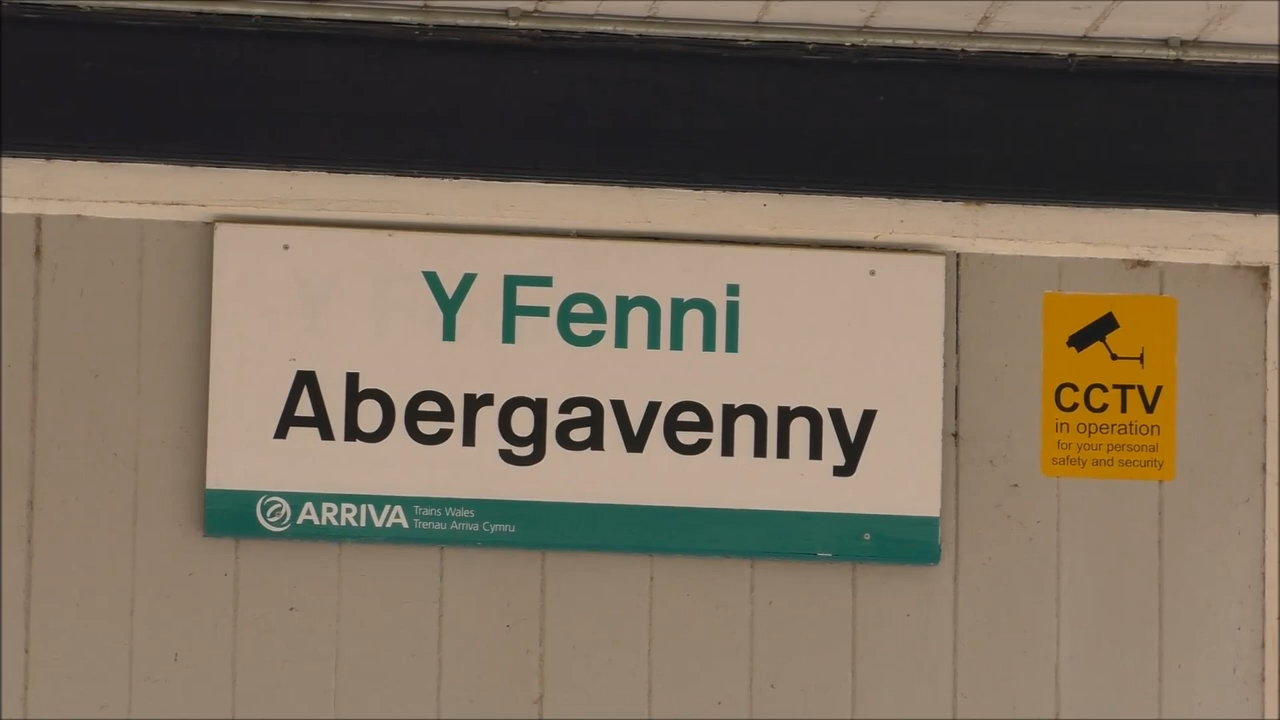 Y Fenni
Abergavenny
ARRIVA
Trains Wales
Trenau Arriva Cymru
CCTV
in operation
for your personal
safety and security